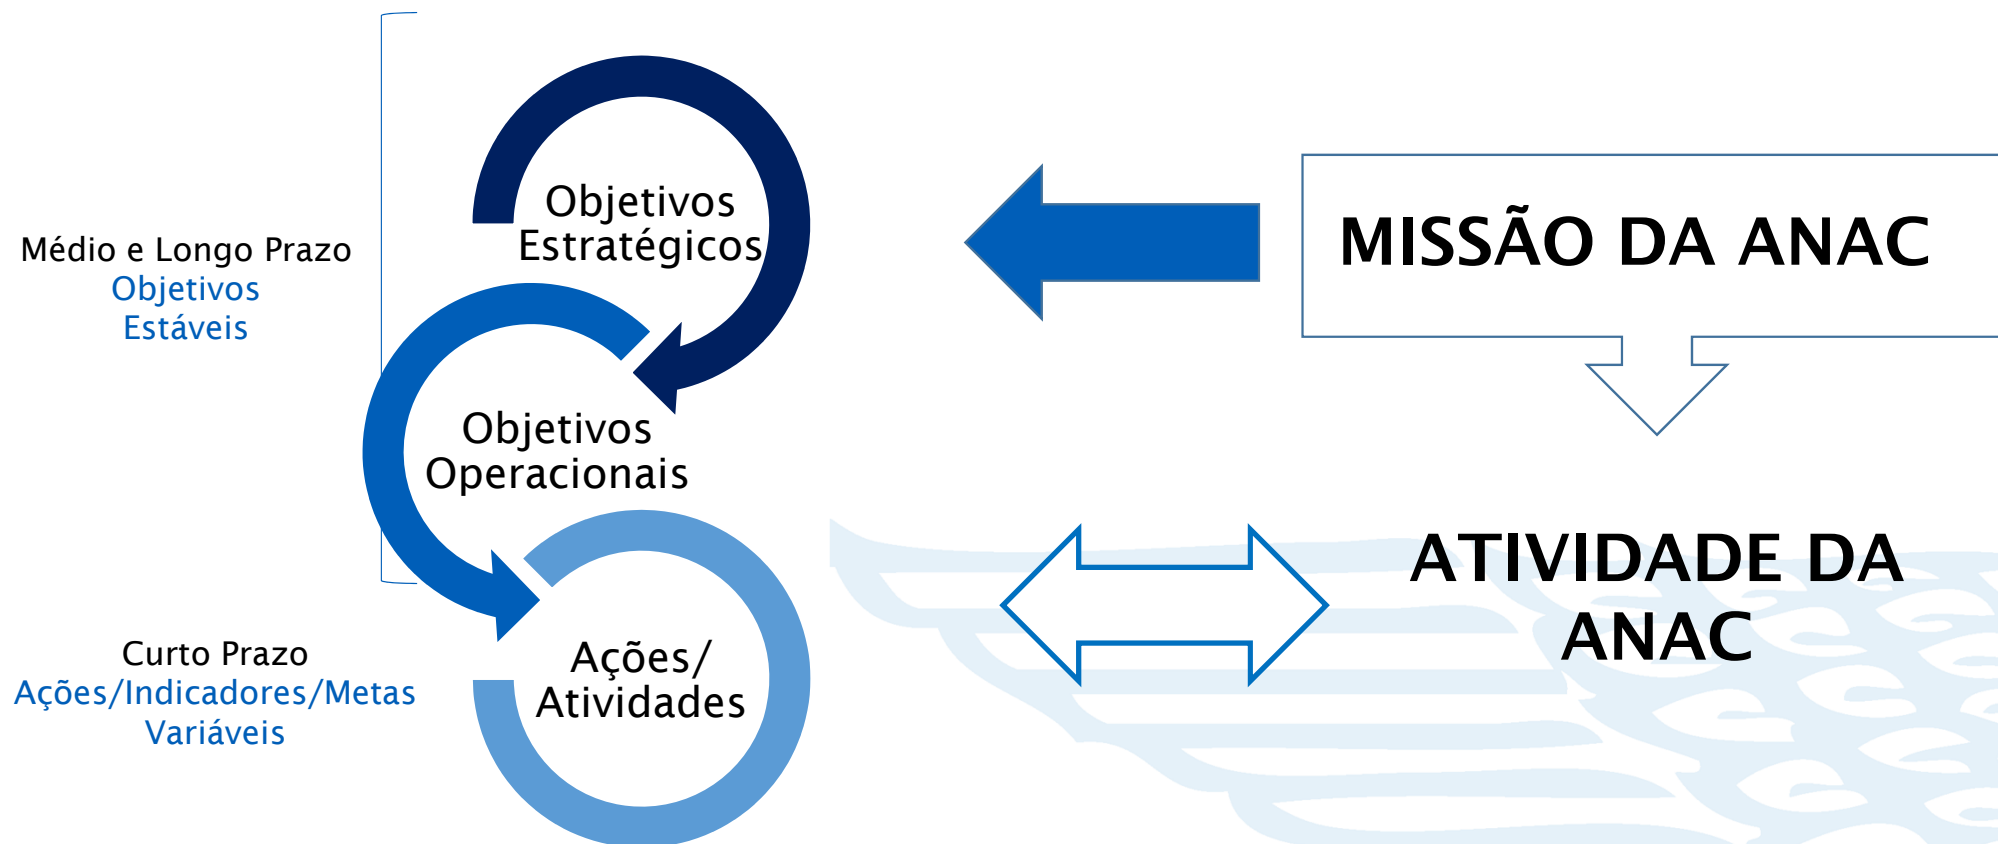 Médio e Longo Prazo
Objetivos
Estáveis
Objetivos
Estratégicos
Objetivos
Operacionais
Curto Prazo
Ações/Indicadores/Metas
Variáveis
Ações/
Atividades
MISSÃO DA ANAC
ATIVIDADE DA
ANAC